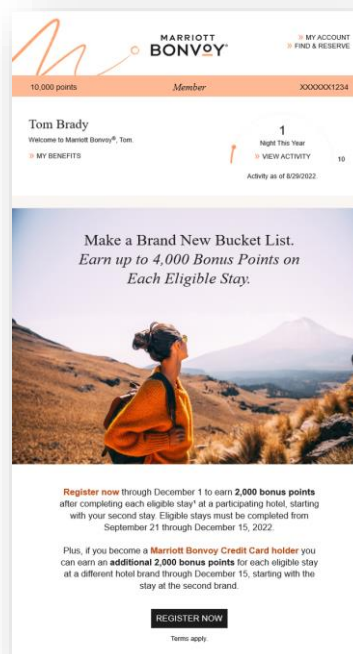 MARRIOTT
BONVOY®
» MY ACCOUNT
» FIND & RESERVE
10,000 points
Member
XXXXXX1234
Tom Brady
Welcome to Marriott Bonvoy®, Tom.
» MY BENEFITS
1
Night This Year
» VIEW ACTIVITY
10
Activity as of 8/29/2022
Make a Brand New Bucket List.
Earn up to 4,000 Bonus Points on
Each Eligible Stay.
Register now through December 1 to earn 2,000 bonus points
after completing each eligible stay¹ at a participating hotel, starting
with your second stay. Eligible stays must be completed from
September 21 through December 15, 2022.
Plus, if you become a Marriott Bonvoy Credit Card holder you
can earn an additional 2,000 bonus points for each eligible stay
at a different hotel brand through December 15, starting with the
stay at the second brand.
REGISTER NOW
Terms apply.